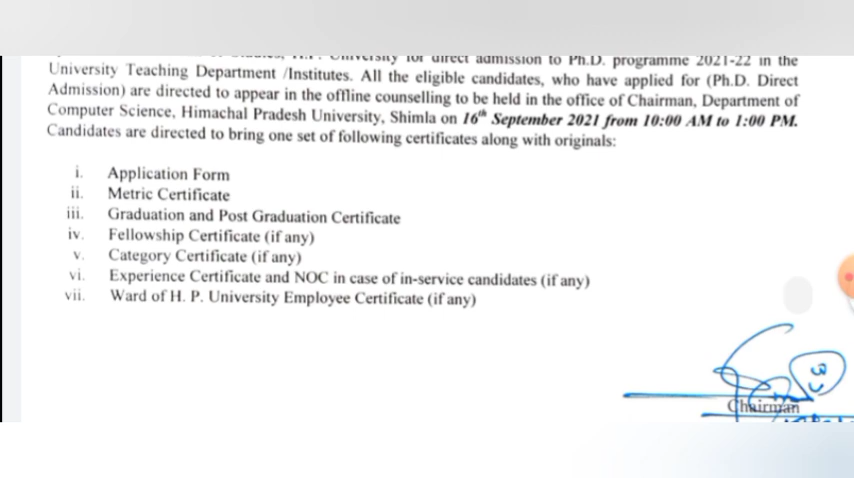 University for direct admission to Ph.D. programme 2021-22 in the
University Teaching Department /Institutes. All the eligible candidates, who have applied for (Ph.D. Direct
Admission) are directed to appear in the offline counselling to be held in the office of Chairman, Department of
Computer Science, Himachal Pradesh University, Shimla on 16th September 2021 from 10:00 AM to 1:00 PM.
Candidates are directed to bring one set of following certificates along with originals:
i. Application Form
ii. Metric Certificate
iii. Graduation and Post Graduation Certificate
iv. Fellowship Certificate (if any)
v. Category Certificate (if any)
vi. Experience Certificate and NOC in case of in-service candidates (if any)
vii. Ward of H. P. University Employee Certificate (if any)
Chairman